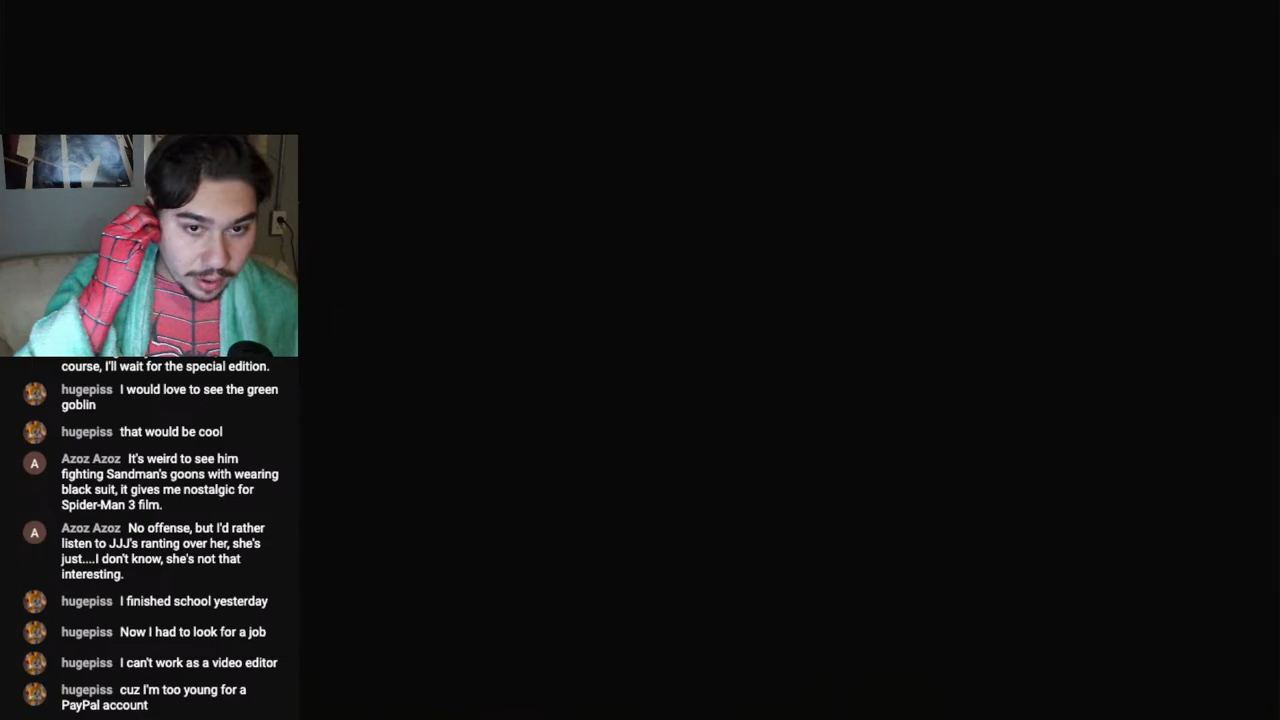 course, I'll wait for the special edition.
hugepiss I would love to see the green
goblin
hugepiss that would be cool
A
Azoz Azoz It's weird to see him
fighting Sandman's goons with wearing
black suit, it gives me nostalgic for
Spider-Man 3 film.
A
Azoz Azoz No offense, but I'd rather
listen to JJJ's ranting over her, she's
just....I don't know, she's not that
interesting.
hugepiss I finished school yesterday
hugepiss Now I had to look for a job
hugepiss I can't work as a video editor
hugepiss cuz I'm too young for a
PayPal account